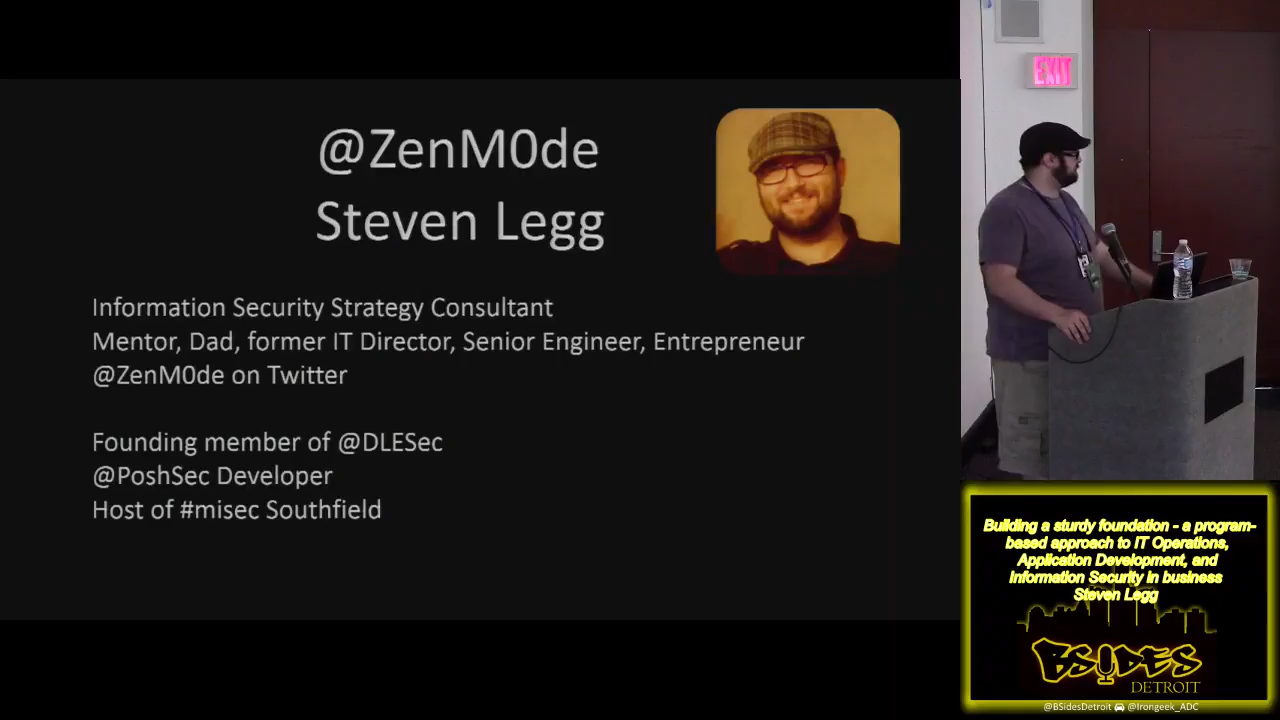 @ZenM0de
Steven Legg
Information Security Strategy Consultant
Mentor, Dad, former IT Director, Senior Engineer, Entrepreneur
@ZenM0de on Twitter
Founding member of @DLESec
@PoshSec Developer
Host of #misec Southfield
EXIT
Building a sturdy foundation - a program-
based approach to IT Operations,
Application Development, and
Information Security in business
Steven Legg
BSIDES
DETROIT
@BSidesDetroit @Irongeek_ADC